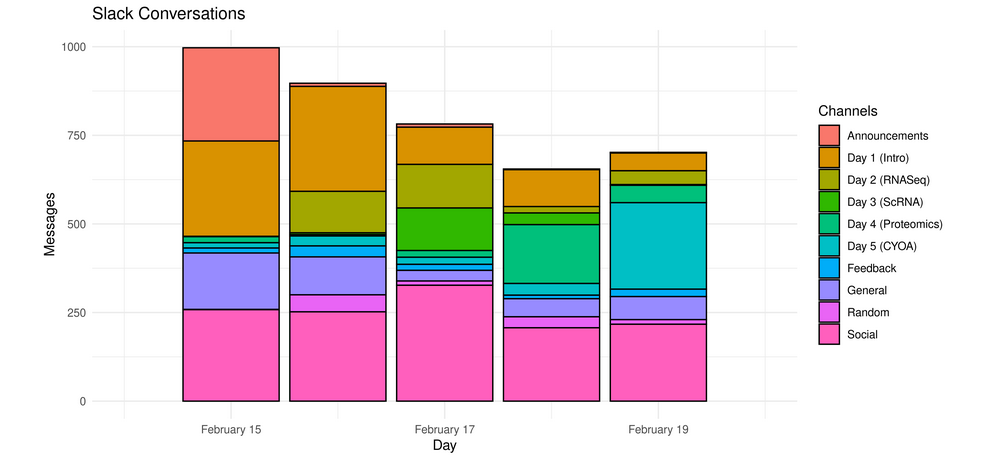 Slack Conversations
1000
750
500
250
0
Messages
February 15
February 17
February 19
Day
Channels
Announcements
Day 1 (Intro)
Day 2 (RNASeq)
Day 3 (ScRNA)
Day 4 (Proteomics)
Day 5 (CYOA)
Feedback
General
Random
Social